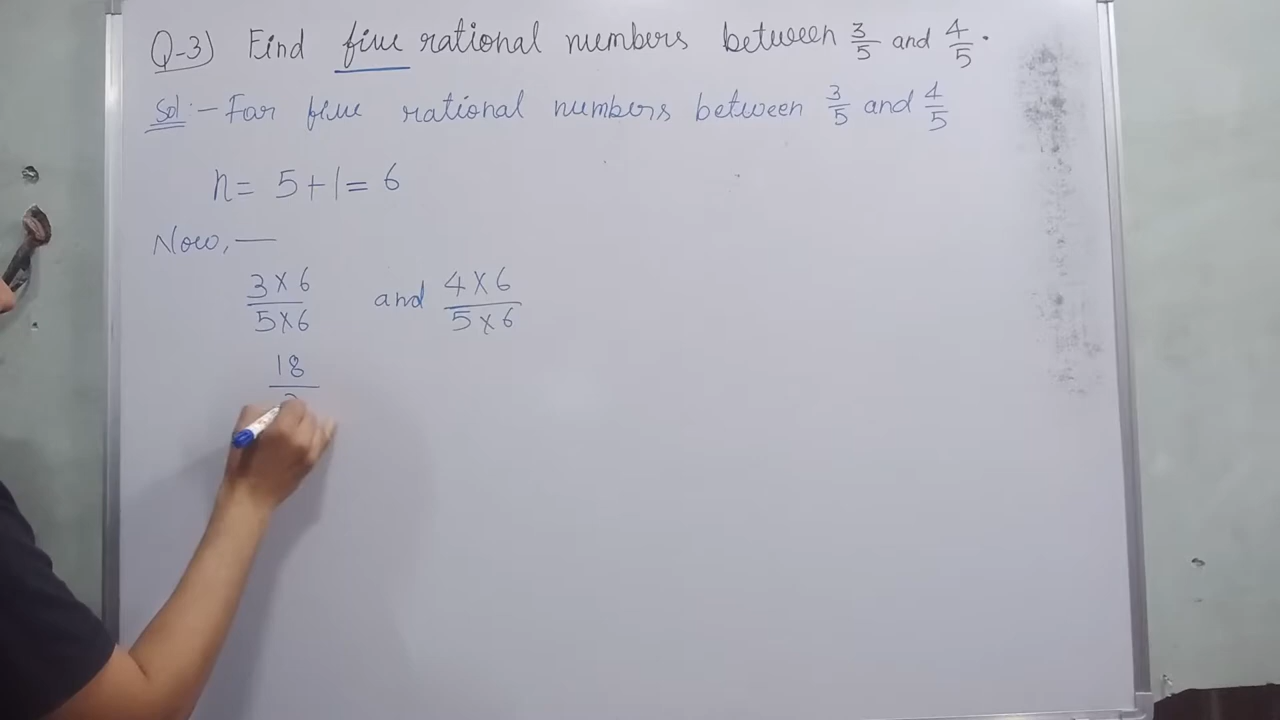 Q-3) Find five rational numbers between 3/5 and 4/5.
Sol:- For five rational numbers between 3/5 and 4/5
n = 5+1 = 6
Now, —
3×6/5×6 and 4×6/5×6
18/